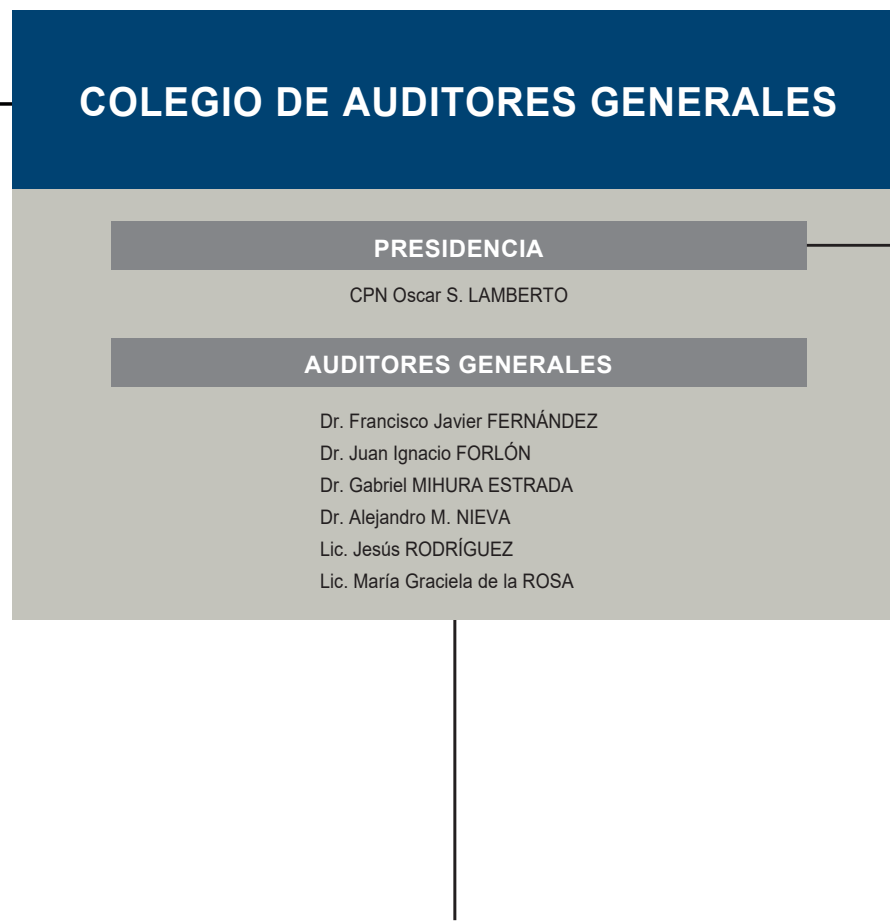 COLEGIO DE AUDITORES GENERALES
PRESIDENCIA
CPN Oscar S. LAMBERTO
AUDITORES GENERALES
Dr. Francisco Javier FERNÁNDEZ
Dr. Juan Ignacio FORLÓN
Dr. Gabriel MIHURA ESTRADA
Dr. Alejandro M. NIEVA
Lic. Jesús RODRÍGUEZ
Lic. María Graciela de la ROSA